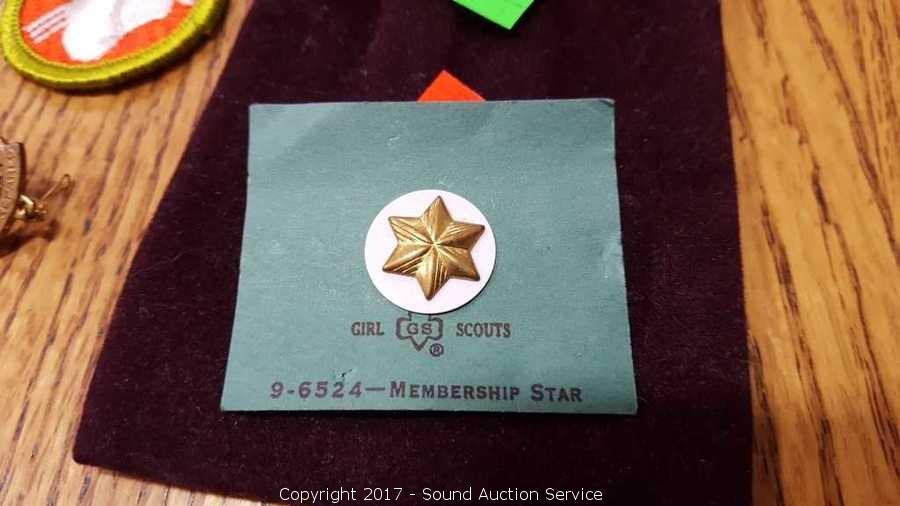 GIRL GS SCOUTS
®
9-6524—MEMBERSHIP STAR
Copyright 2017 - Sound Auction Service